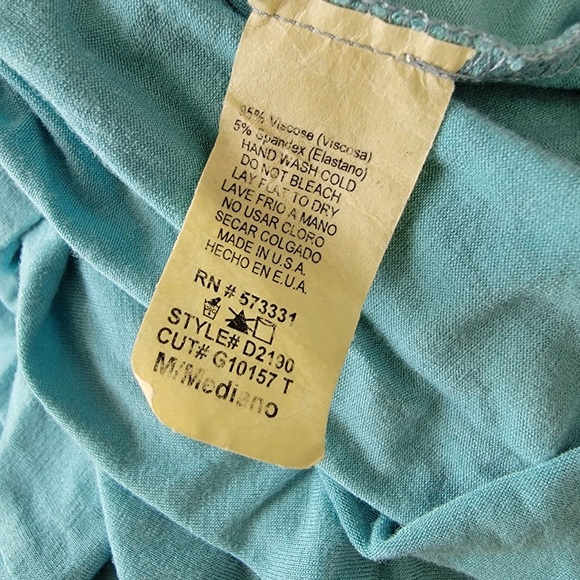 95% Viscose (Viscosa)
5% Spandex (Elastano)
HAND WASH COLD
DO NOT BLEACH
LAY FLAT TO DRY
LAVE FRIO A MANO
NO USAR CLORO
SECAR COLGADO
MADE IN U.S.A.
HECHO EN E.U.A.
RN # 573331
STYLE# D2190
CUT# G10157 T
M/Mediano